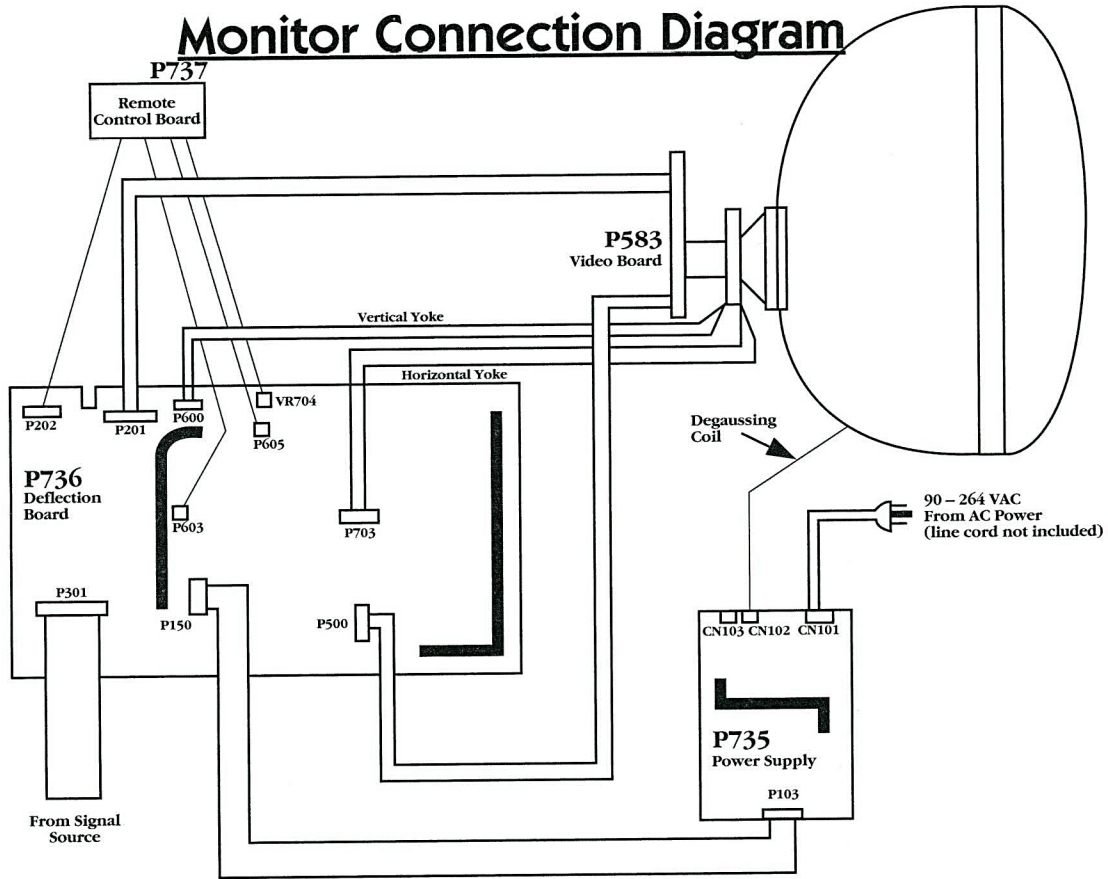 Monitor Connection Diagram
P737
Remote
Control Board
P583
Video Board
Vertical Yoke
Horizontal Yoke
P202
P201
P600
VR704
P605
P736
Deflection
Board
P603
P703
Degaussing
Coil
90 – 264 VAC
From AC Power
(line cord not included)
P301
P150
P500
CN103
CN102
CN101
P735
Power Supply
P103
From Signal
Source